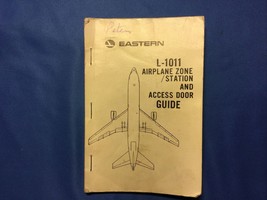 EASTERN
L-1011
AIRPLANE ZONE
/STATION
AND
ACCESS DOOR
GUIDE